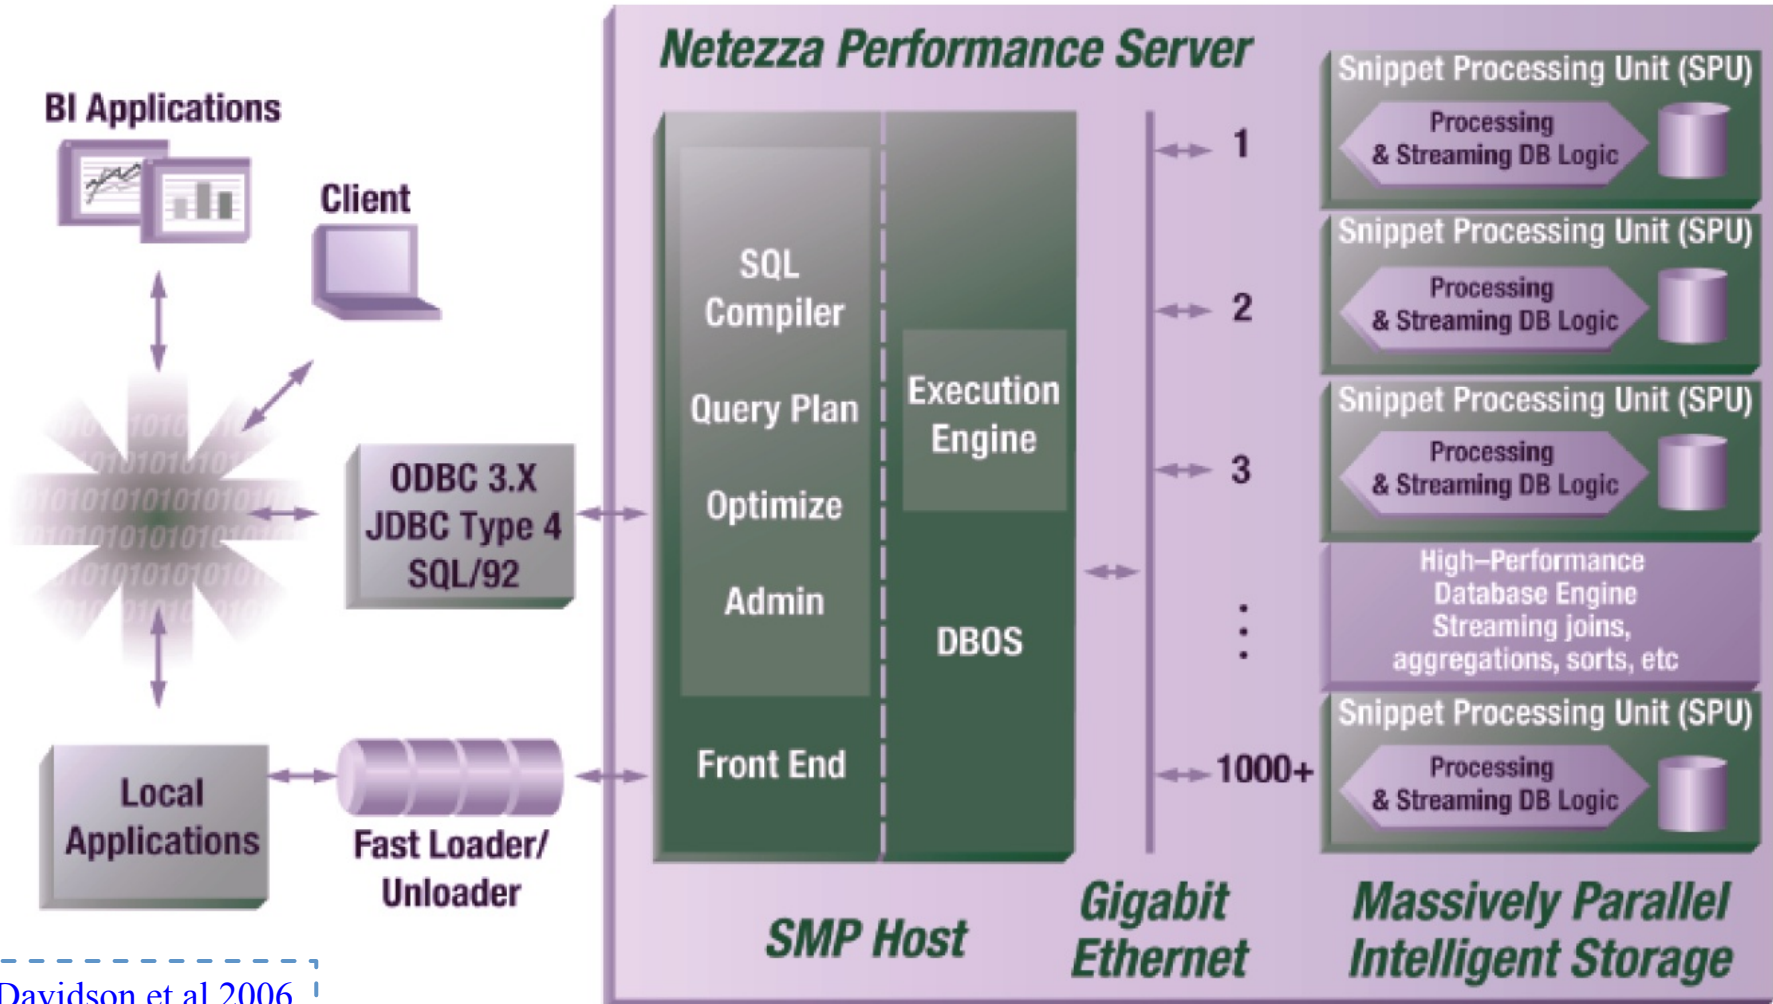 Netezza Performance Server
BI Applications
Client
ODBC 3.X
JDBC Type 4
SQL/92
Local
Applications
Fast Loader/
Unloader
SQL
Compiler
Query Plan
Optimize
Admin
Front End
Execution
Engine
DBOS
SMP Host
1
2
3
1000+
Gigabit
Ethernet
Snippet Processing Unit (SPU)
Processing
& Streaming DB Logic
Snippet Processing Unit (SPU)
Processing
& Streaming DB Logic
Snippet Processing Unit (SPU)
Processing
& Streaming DB Logic
High–Performance
Database Engine
Streaming joins,
aggregations, sorts, etc
Snippet Processing Unit (SPU)
Processing
& Streaming DB Logic
Massively Parallel
Intelligent Storage
Davidson et al 2006